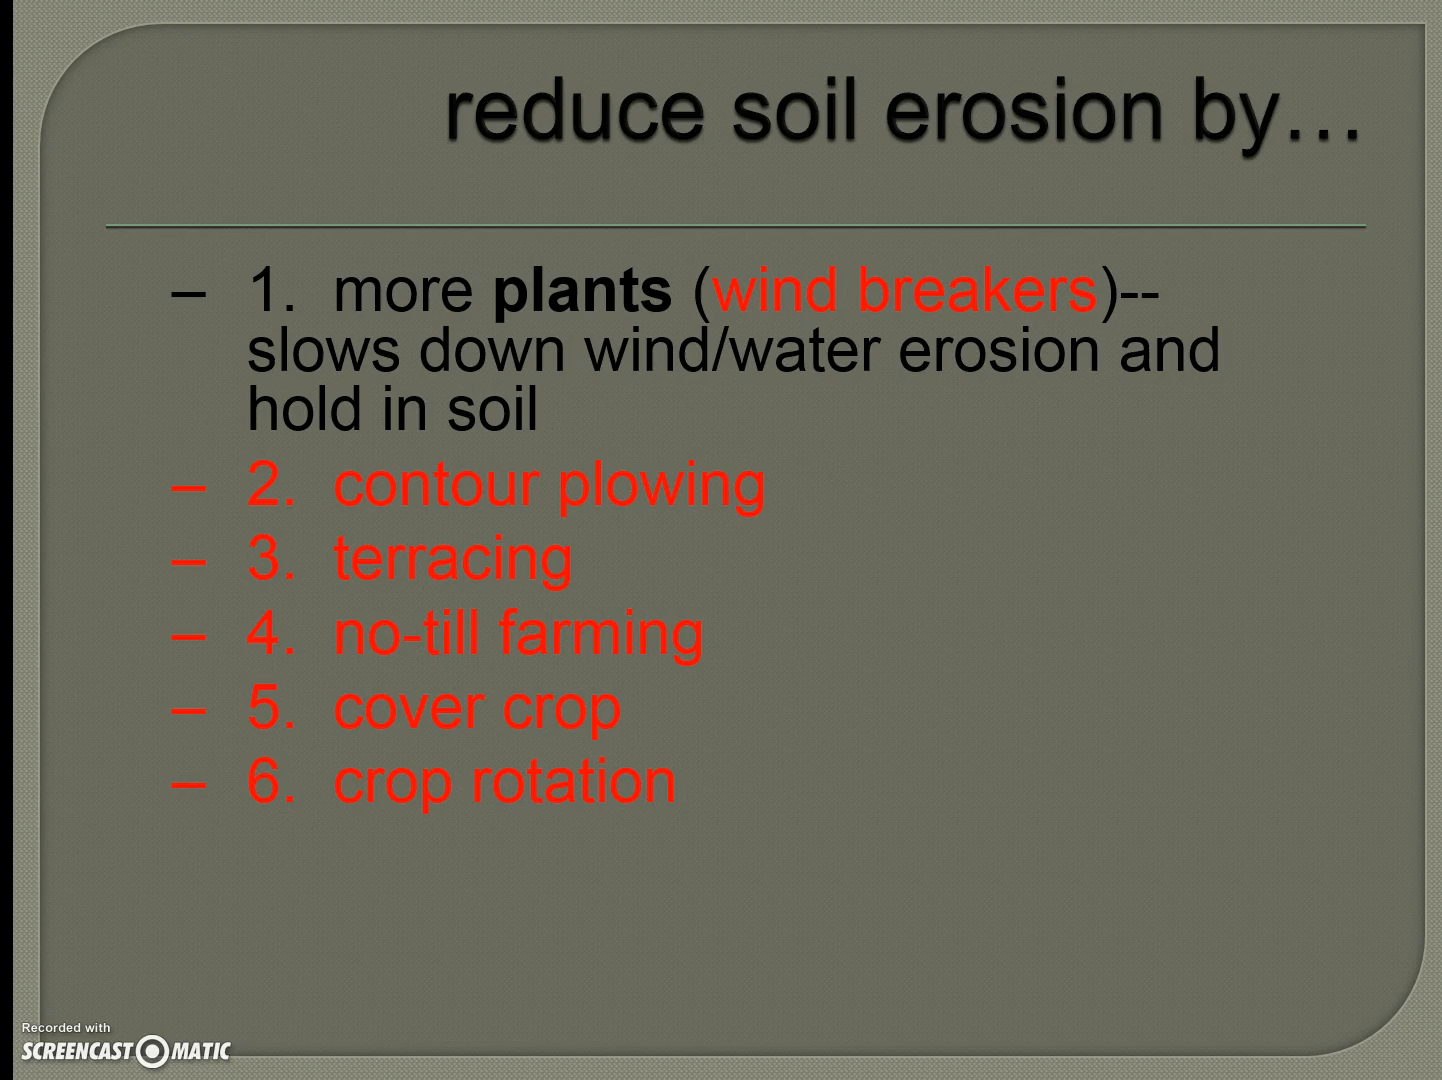 reduce soil erosion by…
– 1. more plants (wind breakers)--
slows down wind/water erosion and
hold in soil
– 2. contour plowing
– 3. terracing
– 4. no-till farming
– 5. cover crop
– 6. crop rotation
Recorded with
SCREENCAST MATIC